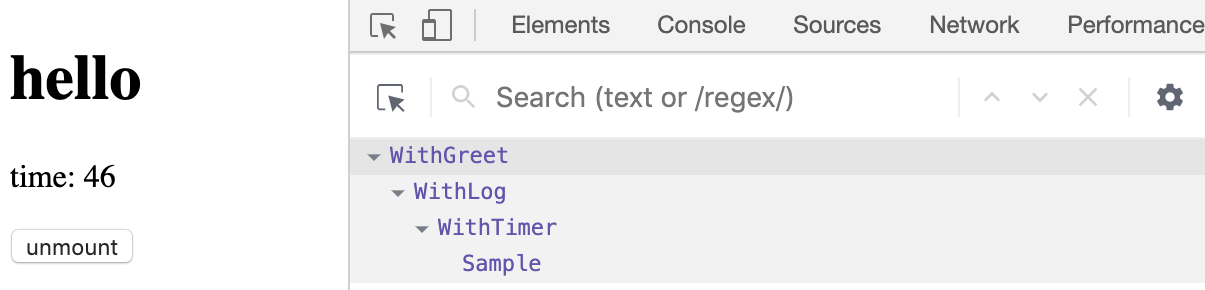 hello
time: 46
unmount
Elements Console Sources Network Performance
Search (text or /regex/)
WithGreet
WithLog
WithTimer
Sample